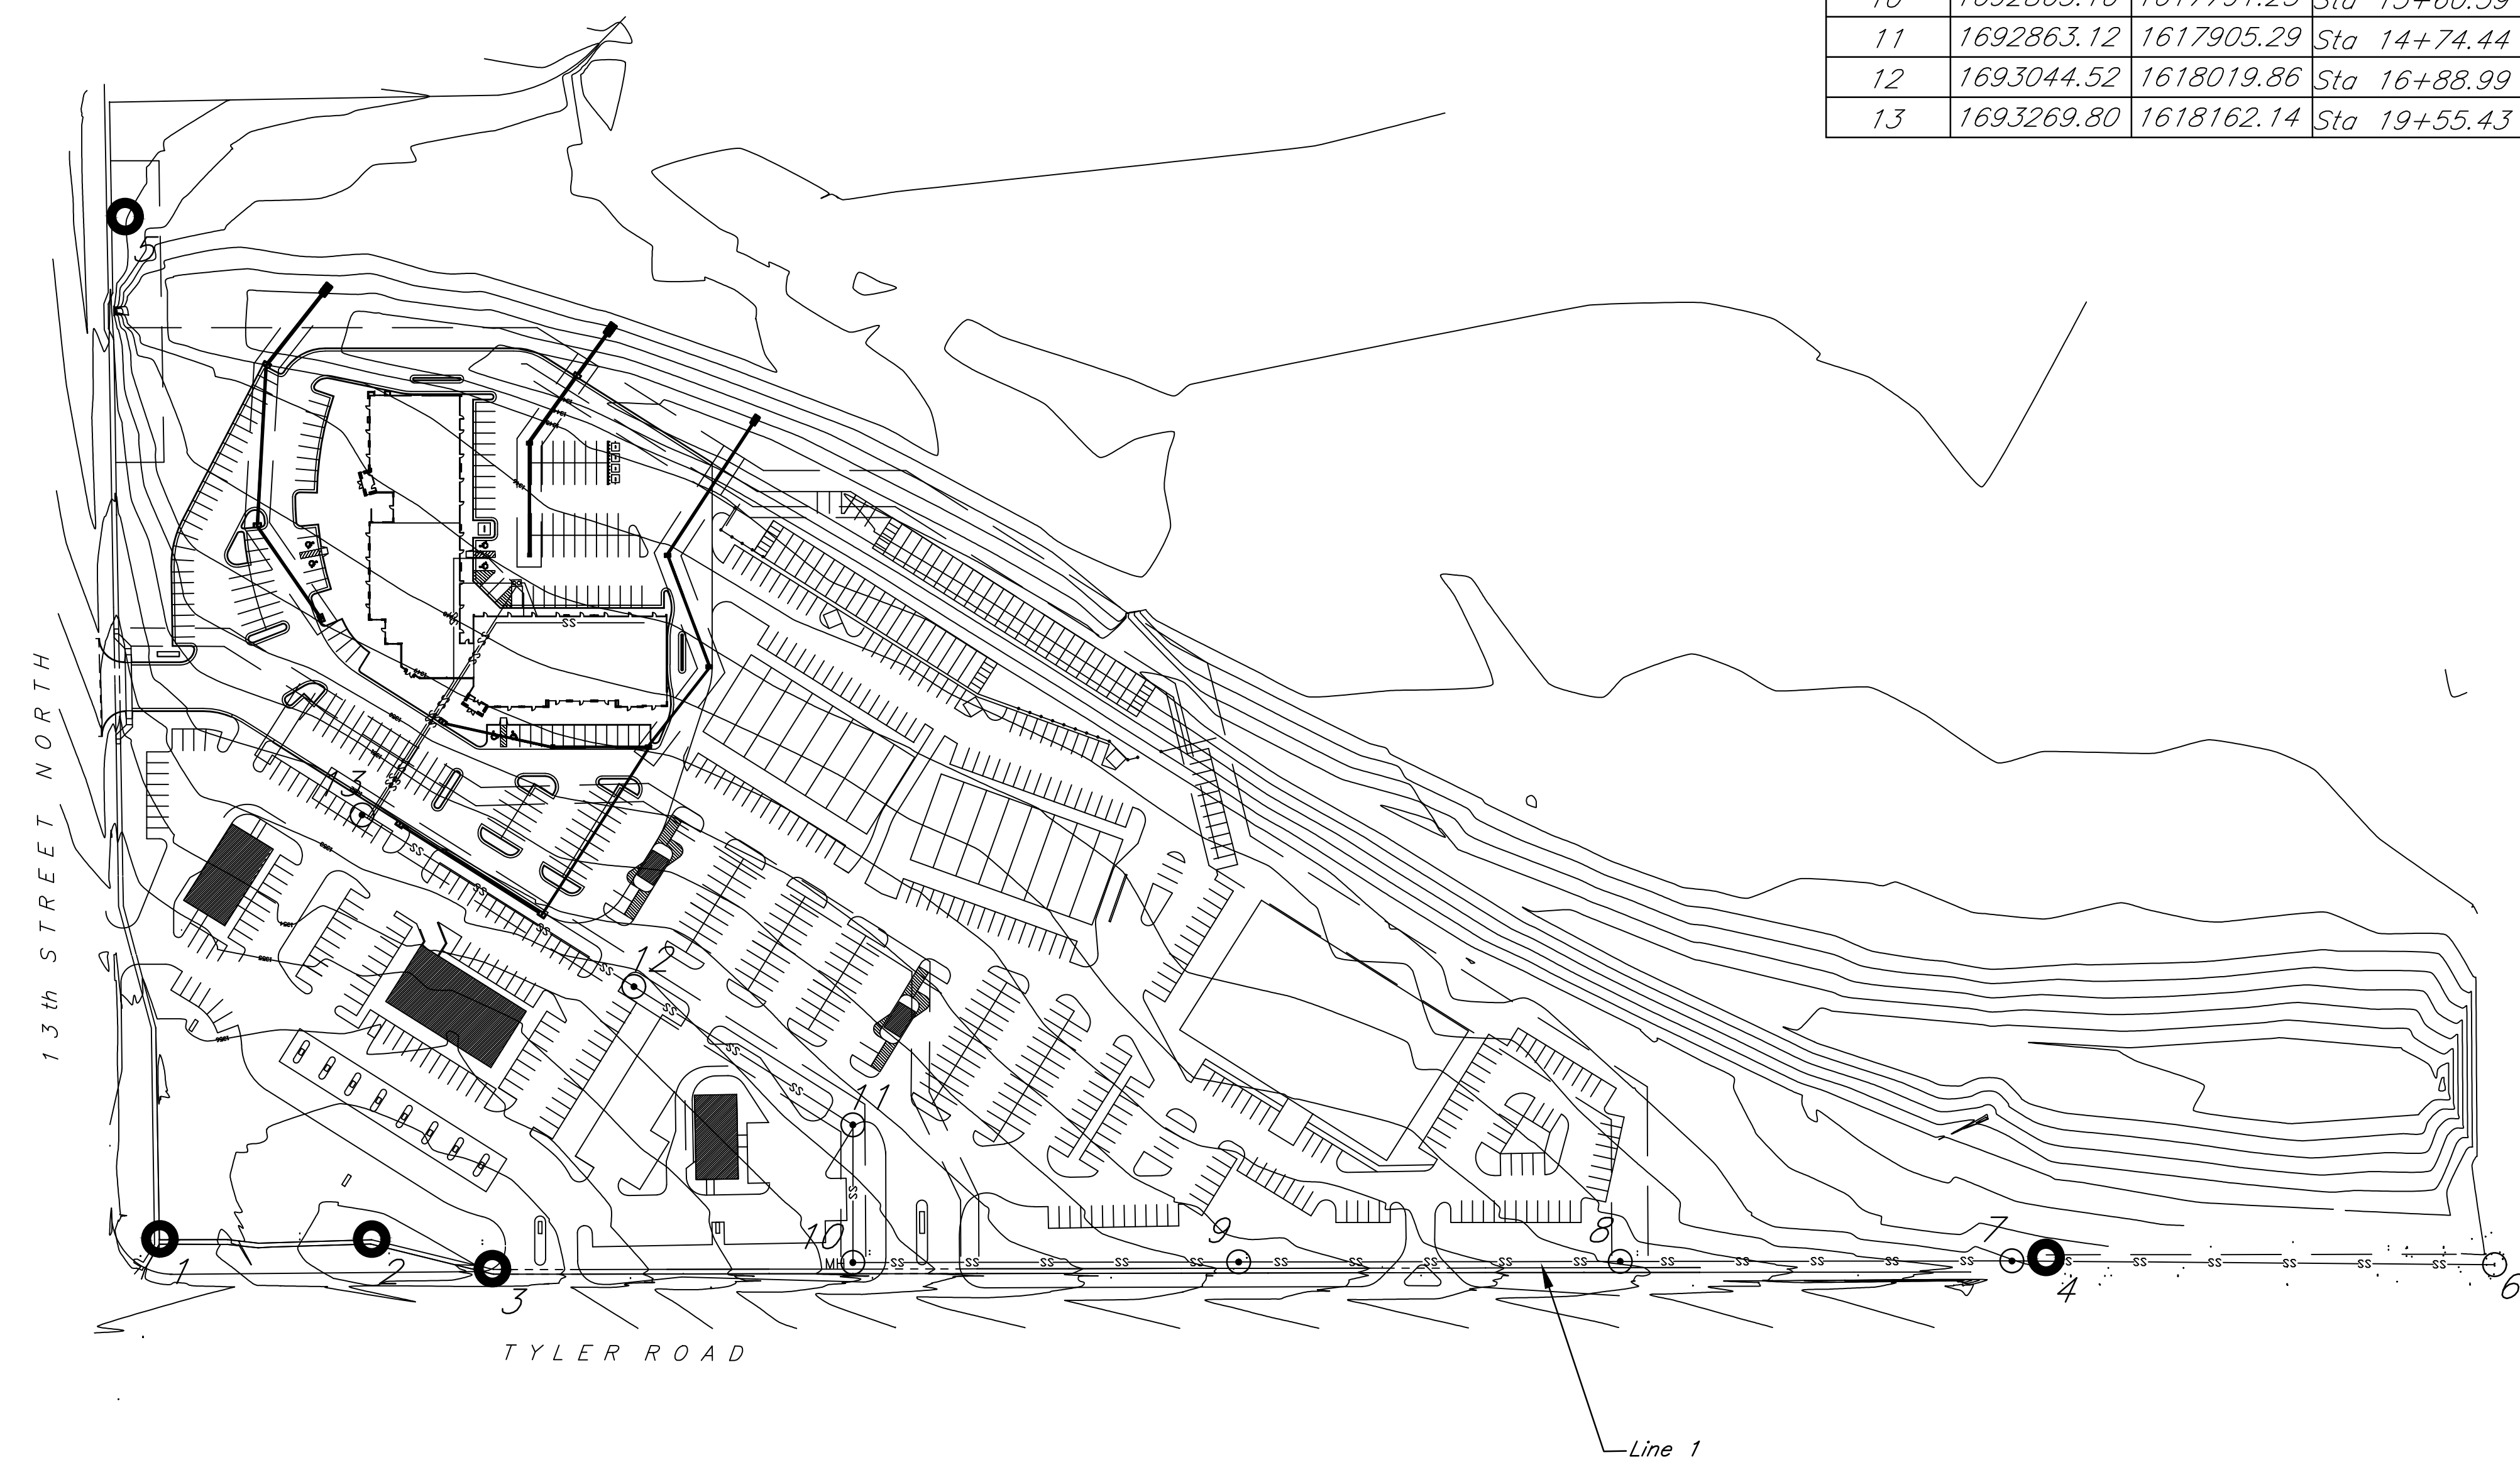 11 1692863.12 1617905.29 Sta 14+74.44
12 1693044.52 1618019.86 Sta 16+88.99
13 1693269.80 1618162.14 Sta 19+55.43
5
13th STREET NORTH
13
12
11
10
9
8
7
6
1
2
3
4
MH
SS
TYLER ROAD
Line 1